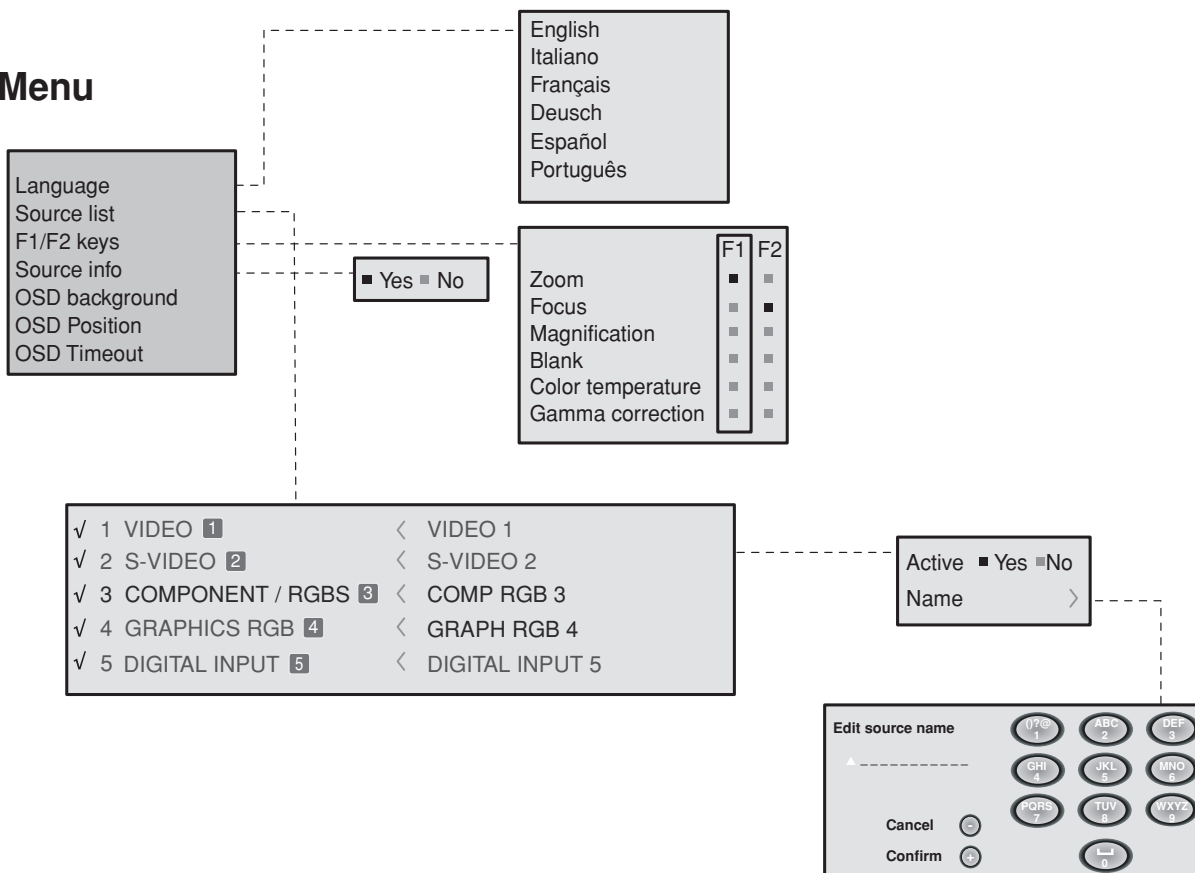 Menu
Language
Source list
F1/F2 keys
Source info
OSD background
OSD Position
OSD Timeout
English
Italiano
Français
Deusch
Español
Português
Yes No
F1 F2
Zoom
Focus
Magnification
Blank
Color temperature
Gamma correction
√ 1 VIDEO 1 〈 VIDEO 1
√ 2 S-VIDEO 2 〈 S-VIDEO 2
√ 3 COMPONENT / RGBS 3 〈 COMP RGB 3
√ 4 GRAPHICS RGB 4 〈 GRAPH RGB 4
√ 5 DIGITAL INPUT 5 〈 DIGITAL INPUT 5
Active Yes No
Name 〉
Edit source name
()?@ ABC DEF
1 2 3
GHI JKL MNO
4 5 6
PQRS TUV WXYZ
7 8 9
Cancel -
Confirm +
0